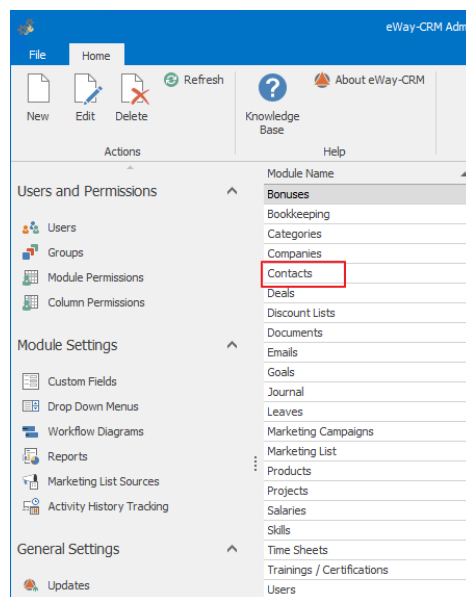 eWay-CRM Adm
File Home
New Edit Delete Refresh
Actions
Knowledge Base
About eWay-CRM
Help
Users and Permissions
Users
Groups
Module Permissions
Column Permissions
Module Settings
Custom Fields
Drop Down Menus
Workflow Diagrams
Reports
Marketing List Sources
Activity History Tracking
General Settings
Updates
Module Name
Bonuses
Bookkeeping
Categories
Companies
Contacts
Deals
Discount Lists
Documents
Emails
Goals
Journal
Leaves
Marketing Campaigns
Marketing List
Products
Projects
Salaries
Skills
Time Sheets
Trainings / Certifications
Users